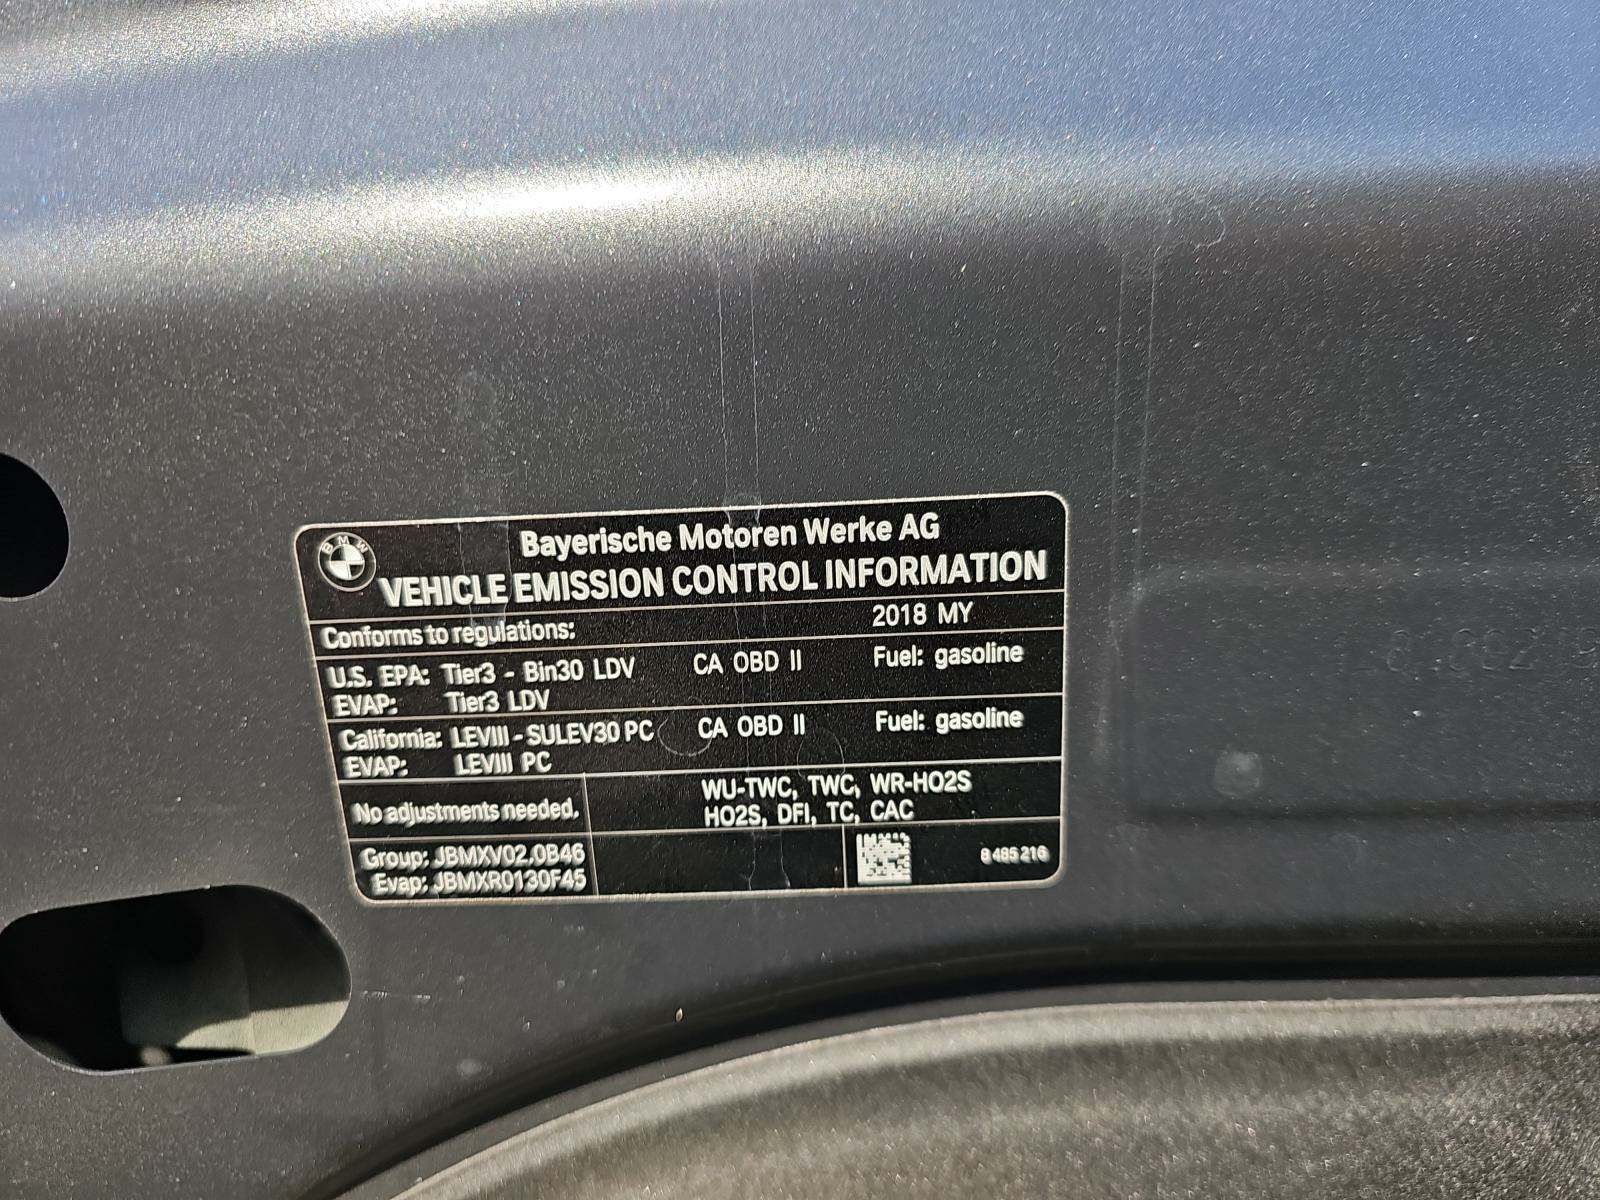 BMW
Bayerische Motoren Werke AG
VEHICLE EMISSION CONTROL INFORMATION
Conforms to regulations: 2018 MY
U.S. EPA: Tier3 - Bin30 LDV CA OBD II Fuel: gasoline
EVAP: Tier3 LDV
California: LEVIII - SULEV30 PC CA OBD II Fuel: gasoline
EVAP: LEVIII PC
No adjustments needed.
WU-TWC, TWC, WR-HO2S
HO2S, DFI, TC, CAC
Group: JBMXV02.0B46
Evap: JBMXR0130F45
8 485 216